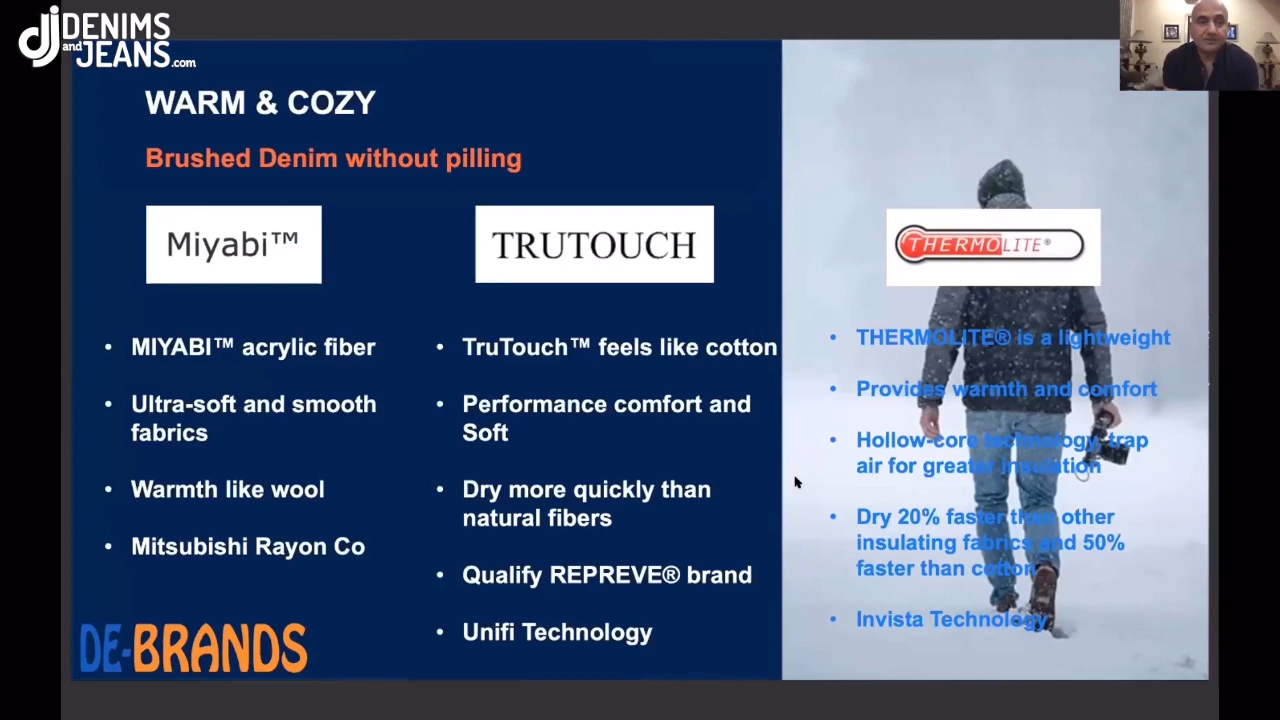 DENIMS
and JEANS.com
WARM & COZY
Brushed Denim without pilling
Miyabi™
• MIYABI™ acrylic fiber
• Ultra-soft and smooth
fabrics
• Warmth like wool
• Mitsubishi Rayon Co
TRUTOUCH
• TruTouch™ feels like cotton
• Performance comfort and
Soft
• Dry more quickly than
natural fibers
• Qualify REPREVE® brand
• Unifi Technology
THERMOLITE®
• THERMOLITE® is a lightweight
• Provides warmth and comfort
• Hollow-core technology, trap
air for greater insulation
• Dry 20% faster than other
insulating fabrics and 50%
faster than cotton
• Invista Technology
DE-BRANDS